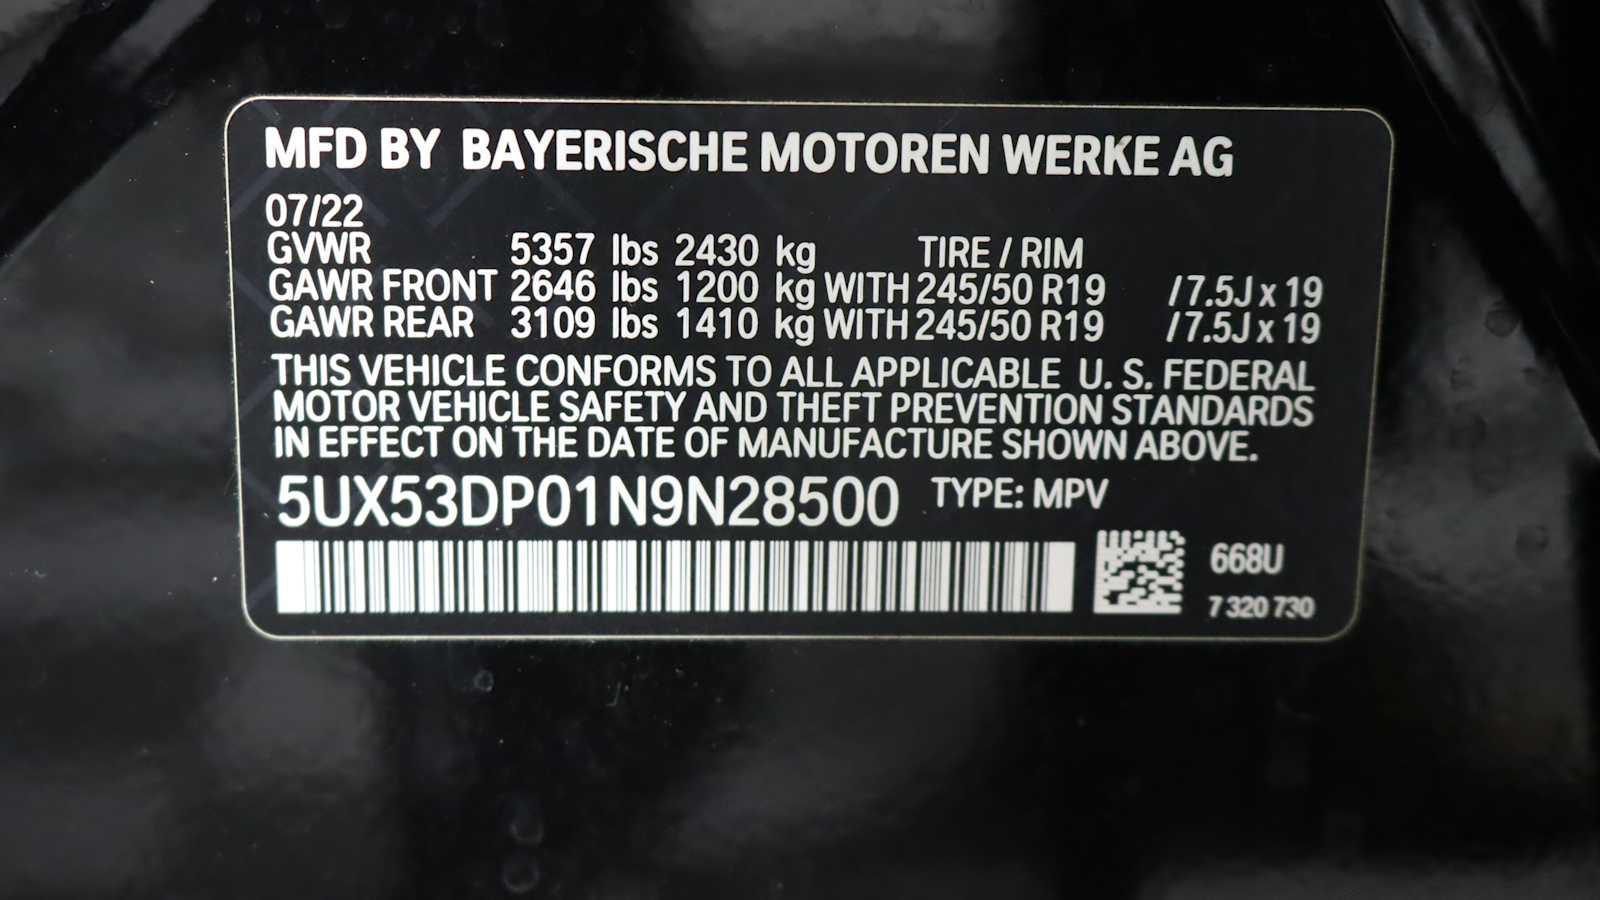 MFD BY BAYERISCHE MOTOREN WERKE AG
07/22
GVWR 5357 lbs 2430 kg TIRE / RIM
GAWR FRONT 2646 lbs 1200 kg WITH 245/50 R19 / 7.5J x 19
GAWR REAR 3109 lbs 1410 kg WITH 245/50 R19 / 7.5J x 19
THIS VEHICLE CONFORMS TO ALL APPLICABLE U. S. FEDERAL
MOTOR VEHICLE SAFETY AND THEFT PREVENTION STANDARDS
IN EFFECT ON THE DATE OF MANUFACTURE SHOWN ABOVE.
5UX53DP01N9N28500 TYPE: MPV
668U
7 320 730